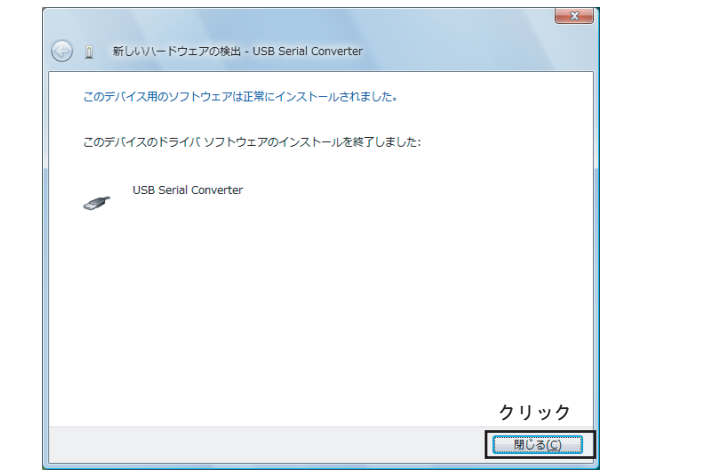 新しいハードウェアの検出 - USB Serial Converter
このデバイス用のソフトウェアは正常にインストールされました。
このデバイスのドライバ ソフトウェアのインストールを終了しました:
USB Serial Converter
クリック
閉じる(C)